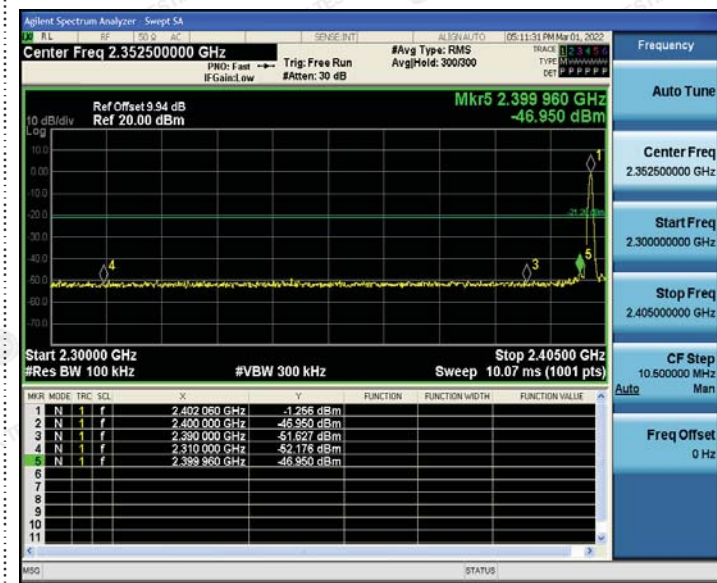 Agilent Spectrum Analyzer - Swept SA
RL RF 50 Ω AC SENSE:INT ALIGN AUTO 05:11:31 PM Mar 01, 2022
Center Freq 2.352500000 GHz
PNO: Fast
IFGain:Low
Trig: Free Run
#Atten: 30 dB
#Avg Type: RMS
Avg|Hold: 300/300
TRACE 1 2 3 4 5 6
TYPE M
DET P P P P P P
Ref Offset 9.94 dB
10 dB/div Ref 20.00 dBm
Log
Mkr5 2.399 960 GHz
-46.950 dBm
10.0
0.00
-10.0
-20.0
-30.0
-40.0
-50.0
-60.0
-70.0
1
5
3
4
Start 2.30000 GHz Stop 2.40500 GHz
#Res BW 100 kHz #VBW 300 kHz Sweep 10.07 ms (1001 pts)
MKR MODE TRC SCL X Y FUNCTION FUNCTION WIDTH FUNCTION VALUE
1 N 1 f 2.402 060 GHz -1.256 dBm
2 N 1 f 2.400 000 GHz -46.950 dBm
3 N 1 f 2.390 000 GHz -51.627 dBm
4 N 1 f 2.310 000 GHz -52.176 dBm
5 N 1 f 2.399 960 GHz -46.950 dBm
6
7
8
9
10
11
MSG STATUS
Frequency
Auto Tune
Center Freq
2.352500000 GHz
Start Freq
2.300000000 GHz
Stop Freq
2.405000000 GHz
CF Step
10.500000 MHz
Auto Man
Freq Offset
0 Hz